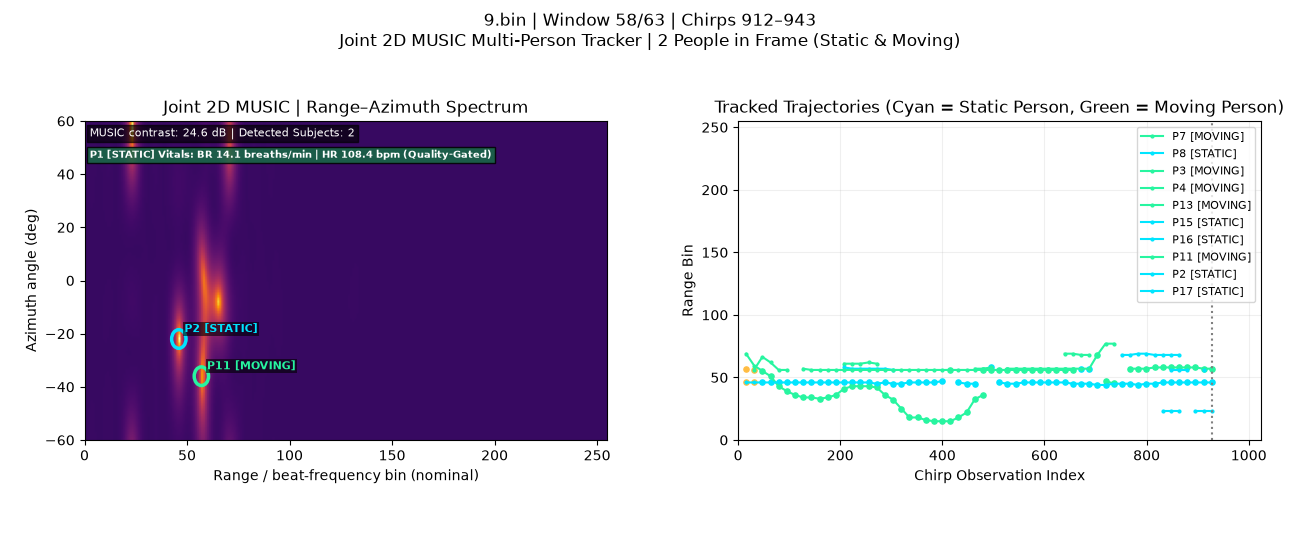 9.bin | Window 58/63 | Chirps 912–943
Joint 2D MUSIC Multi-Person Tracker | 2 People in Frame (Static & Moving)
Joint 2D MUSIC | Range–Azimuth Spectrum
MUSIC contrast: 24.6 dB | Detected Subjects: 2
P1 [STATIC] Vitals: BR 14.1 breaths/min | HR 108.4 bpm (Quality-Gated)
P2 [STATIC]
P11 [MOVING]
60
40
20
0
−20
−40
−60
Azimuth angle (deg)
0
50
100
150
200
250
Range / beat-frequency bin (nominal)
Tracked Trajectories (Cyan = Static Person, Green = Moving Person)
P7 [MOVING]
P8 [STATIC]
P3 [MOVING]
P4 [MOVING]
P13 [MOVING]
P15 [STATIC]
P16 [STATIC]
P11 [MOVING]
P2 [STATIC]
P17 [STATIC]
250
200
150
100
50
0
Range Bin
0
200
400
600
800
1000
Chirp Observation Index